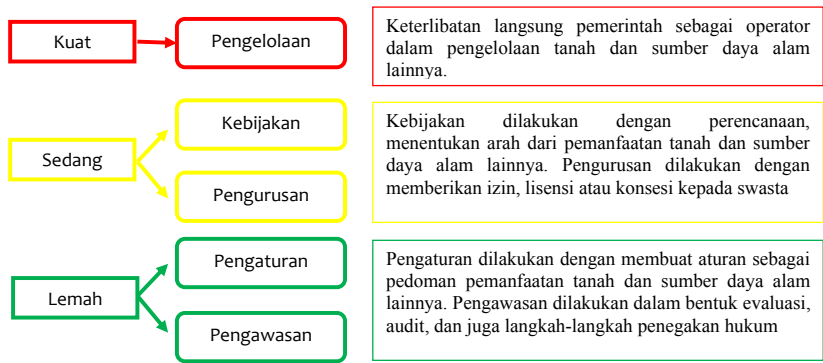 Kuat
Pengelolaan
Keterlibatan langsung pemerintah sebagai operator
dalam pengelolaan tanah dan sumber daya alam
lainnya.
Sedang
Kebijakan
Pengurusan
Kebijakan dilakukan dengan perencanaan,
menentukan arah dari pemanfaatan tanah dan sumber
daya alam lainnya. Pengurusan dilakukan dengan
memberikan izin, lisensi atau konsesi kepada swasta
Lemah
Pengaturan
Pengawasan
Pengaturan dilakukan dengan membuat aturan sebagai
pedoman pemanfaatan tanah dan sumber daya alam
lainnya. Pengawasan dilakukan dalam bentuk evaluasi,
audit, dan juga langkah-langkah penegakan hukum